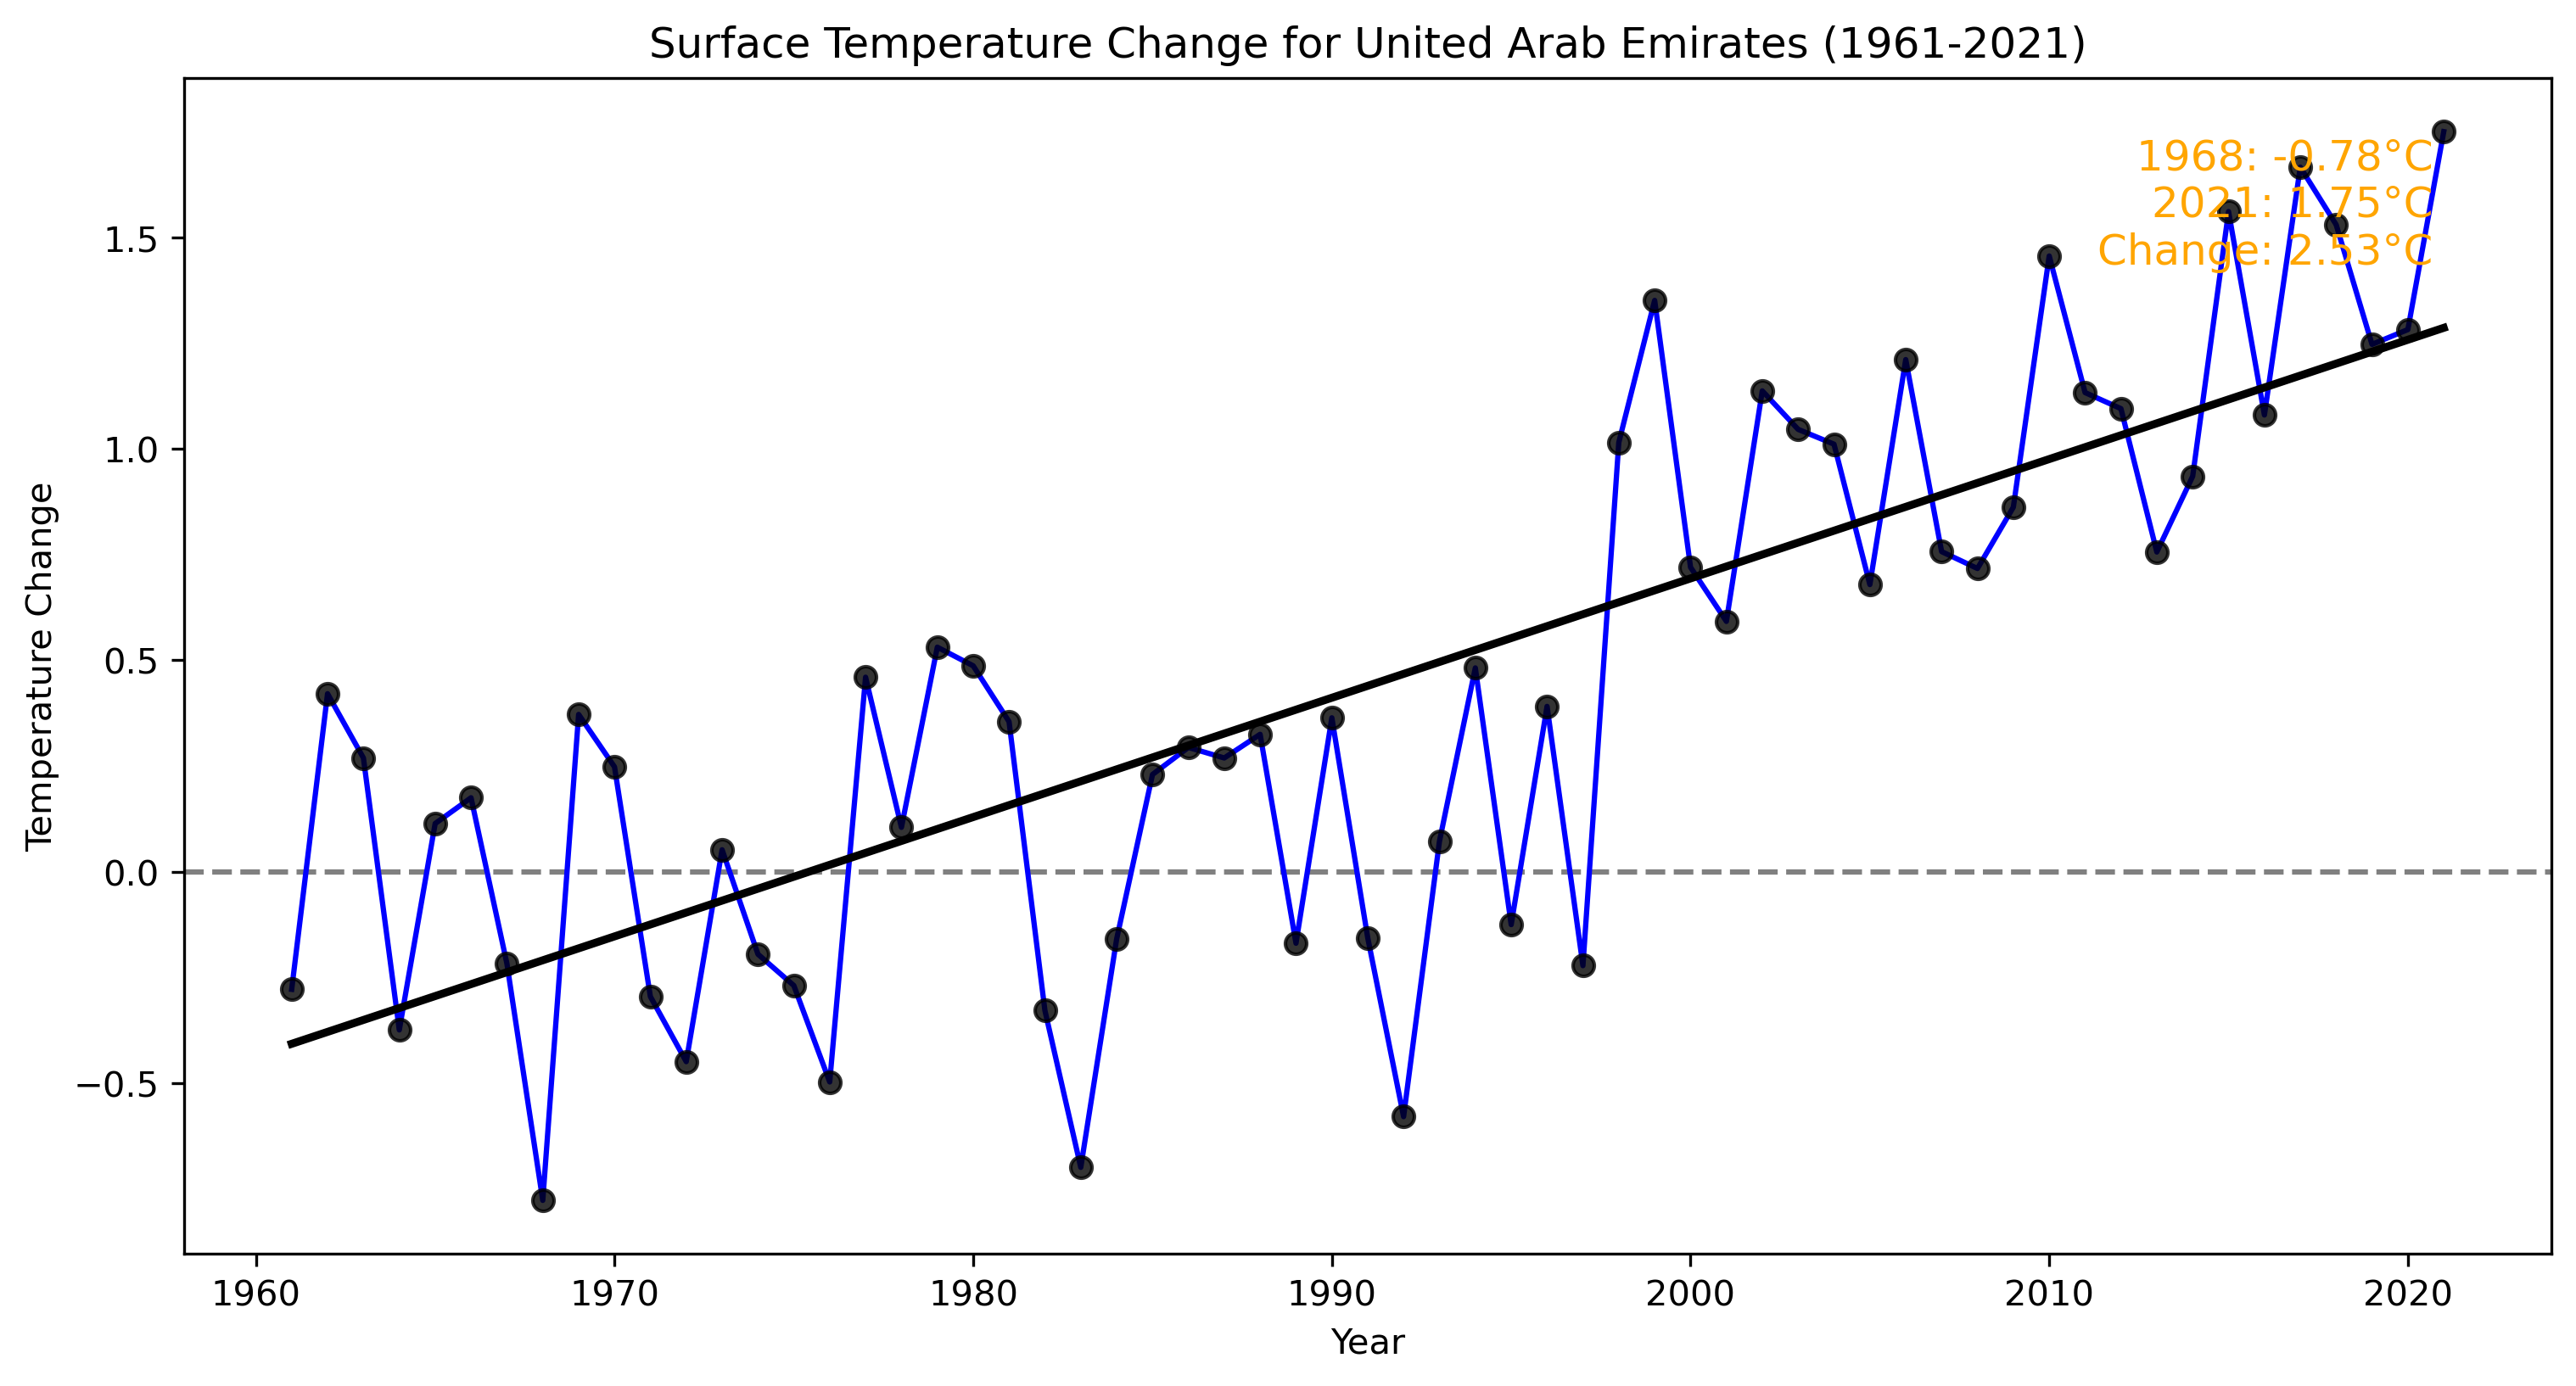 Surface Temperature Change for United Arab Emirates (1961-2021)
1968: -0.78°C
2021: 1.75°C
Change: 2.53°C
Temperature Change
1.5
1.0
0.5
0.0
−0.5
1960 1970 1980 1990 2000 2010 2020
Year